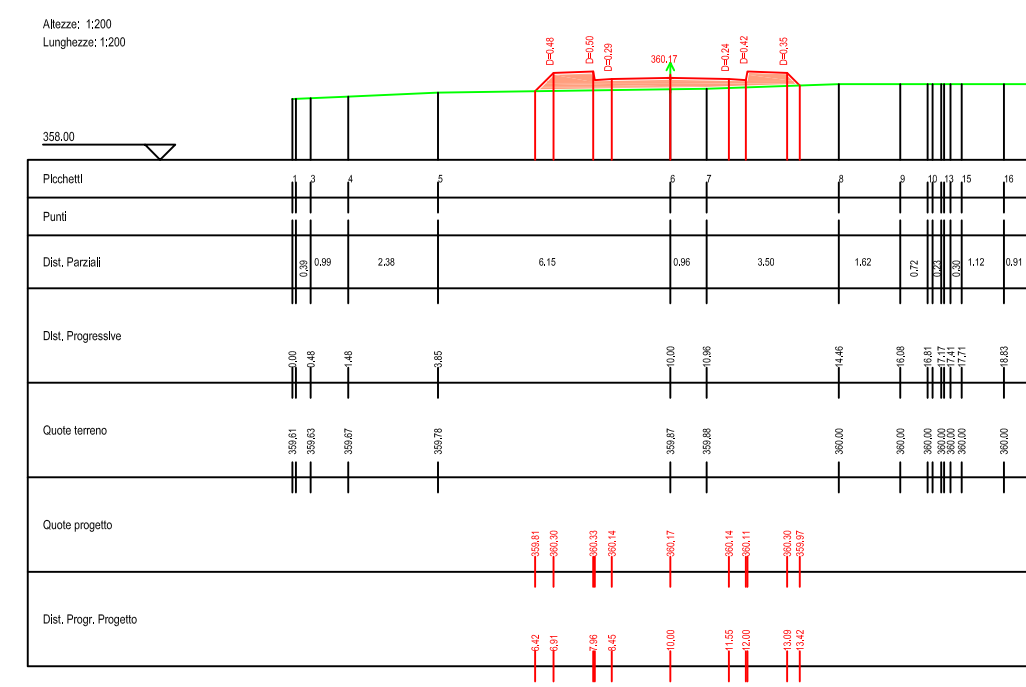 Altezze: 1:200
Lunghezze: 1:200
D=0.48 D=0.50 D=0.29 360.17 D=0.24 D=0.42 D=0.35
358.00
Picchetti 1 3 4 5 6 7 8 9 10 13 15 16
Punti
Dist. Parziali 0.39 0.99 2.38 6.15 0.96 3.50 1.62 0.72 0.23 0.30 1.12 0.91
Dist. Progressive 0.00 0.48 1.48 3.85 10.00 10.96 14.46 16.08 16.81 17.17 17.41 17.71 18.83
Quote terreno 359.61 359.63 359.67 359.78 359.87 359.88 360.00 360.00 360.00 360.00 360.00 360.00 360.00
Quote progetto 359.81 360.30 360.33 360.14 360.17 360.14 360.11 360.30 359.97
Dist. Progr. Progetto 6.42 6.91 7.96 8.45 10.00 11.55 12.00 13.09 13.42